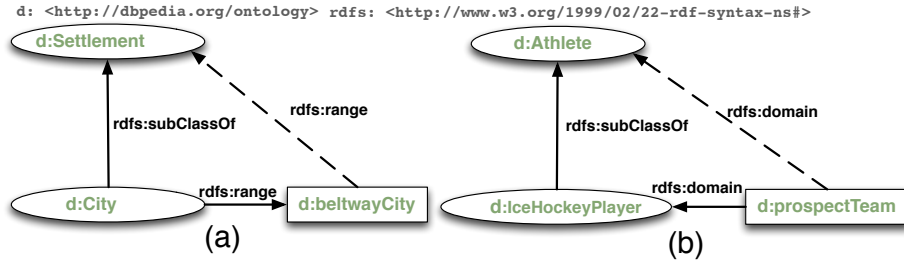 d: <http://dbpedia.org/ontology> rdfs: <http://www.w3.org/1999/02/22-rdf-syntax-ns#>
d:Settlement
rdfs:range
rdfs:subClassOf
rdfs:range
d:City
d:beltwayCity
(a)
d:Athlete
rdfs:domain
rdfs:subClassOf
rdfs:domain
d:IceHockeyPlayer
d:prospectTeam
(b)